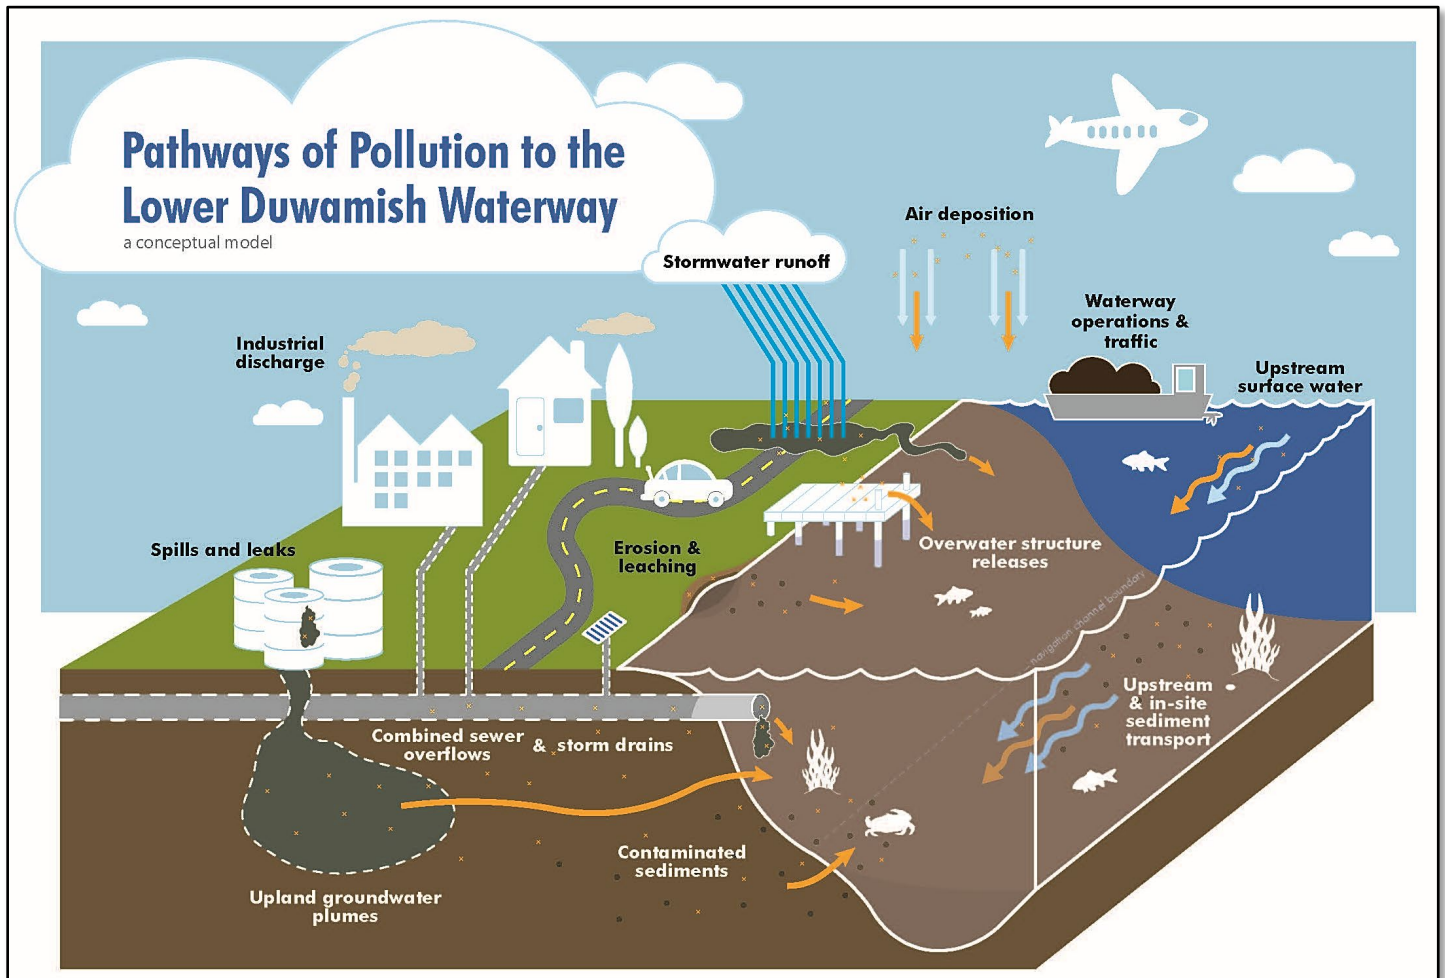 Pathways of Pollution to the
Lower Duwamish Waterway
a conceptual model
Stormwater runoff
Air deposition
Waterway
operations &
traffic
Upstream
surface water
Industrial
discharge
Spills and leaks
Erosion &
leaching
Overwater structure
releases
navigation channel boundary
Upstream
& in-site
sediment
transport
Combined sewer
overflows
& storm drains
Contaminated
sediments
Upland groundwater
plumes